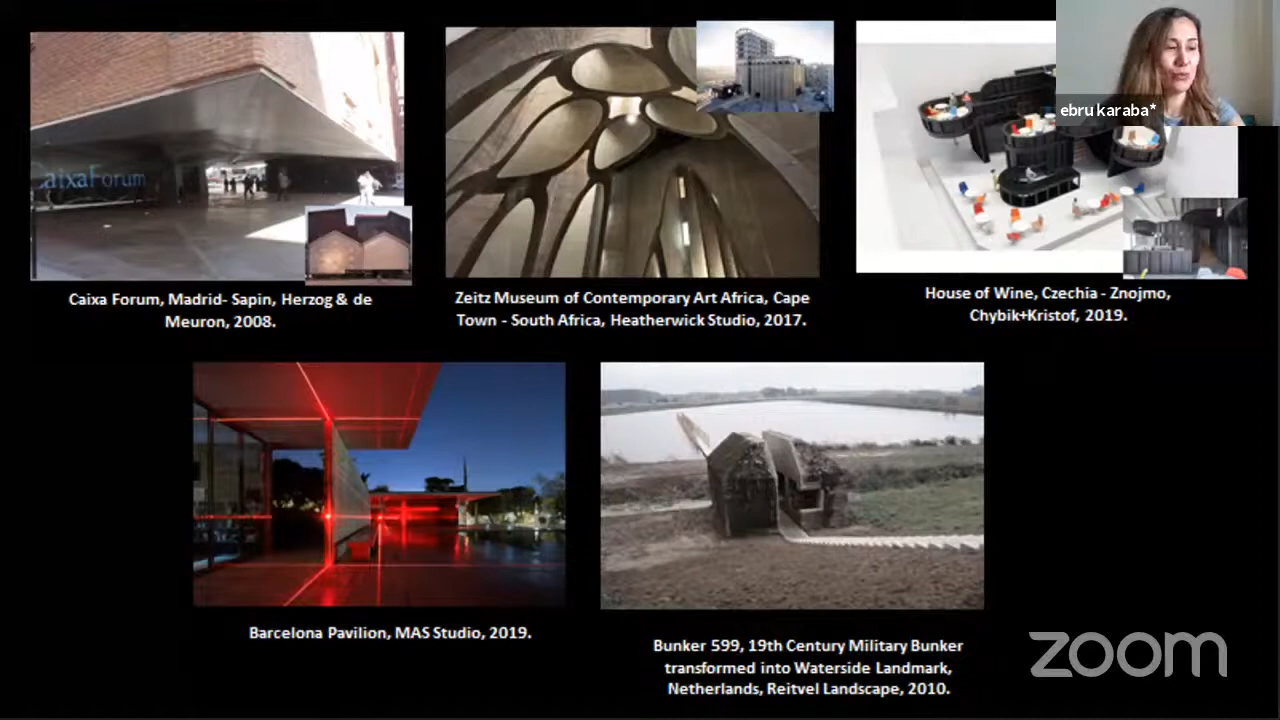 ebru karaba*
aixaForum
Caixa Forum, Madrid- Sapin, Herzog & de
Meuron, 2008.
Zeitz Museum of Contemporary Art Africa, Cape
Town - South Africa, Heatherwick Studio, 2017.
House of Wine, Czechia - Znojmo,
Chybik+Kristof, 2019.
Barcelona Pavilion, MAS Studio, 2019.
Bunker 599, 19th Century Military Bunker
transformed into Waterside Landmark,
Netherlands, Reitvel Landscape, 2010.
zoom